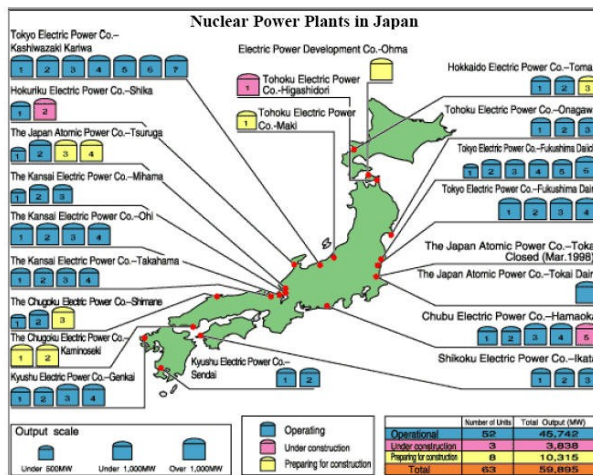 Nuclear Power Plants in Japan
Tokyo Electric Power Co.–
Kashiwazaki Kariwa
1 2 3 4 5 6 7
Hokuriku Electric Power Co.–Shika
1 2
The Japan Atomic Power Co.–Tsuruga
1 2 3 4
The Kansai Electric Power Co.–Mihama
1 2 3
The Kansai Electric Power Co.–Ohi
1 2 3 4
The Kansai Electric Power Co.–Takahama
1 2 3 4
The Chugoku Electric Power Co.–Shimane
1 2 3
The Chugoku Electric Power Co.–
Kaminoseki
1 2
Kyushu Electric Power Co.–Genkai
1 2 3 4
Electric Power Development Co.–Ohma
Tohoku Electric Power
Co.–Higashidori
1
Tohoku Electric Power
Co.–Maki
1
Hokkaido Electric Power Co.–Toma
1 2 3
Tohoku Electric Power Co.–Onagawa
1 2 3
Tokyo Electric Power Co.–Fukushima Daiic
1 2 3 4 5 6
Tokyo Electric Power Co.–Fukushima Dain
1 2 3 4
The Japan Atomic Power Co.–Toka
Closed (Mar.1998)
The Japan Atomic Power Co.–Tokai Dain
Chubu Electric Power Co.–Hamaoka
1 2 3 4 5
Shikoku Electric Power Co.–Ikata
1 2 3
Kyushu Electric Power Co.–
Sendai
1 2
Output scale
Under 500MW
Under 1,000MW
Over 1,000MW
Operating
Under construction
Preparing for construction
Number of Units Total Output (MW)
Operational 52 45,742
Under construction 3 3,838
Preparing for construction 8 10,315
Total 63 59,895